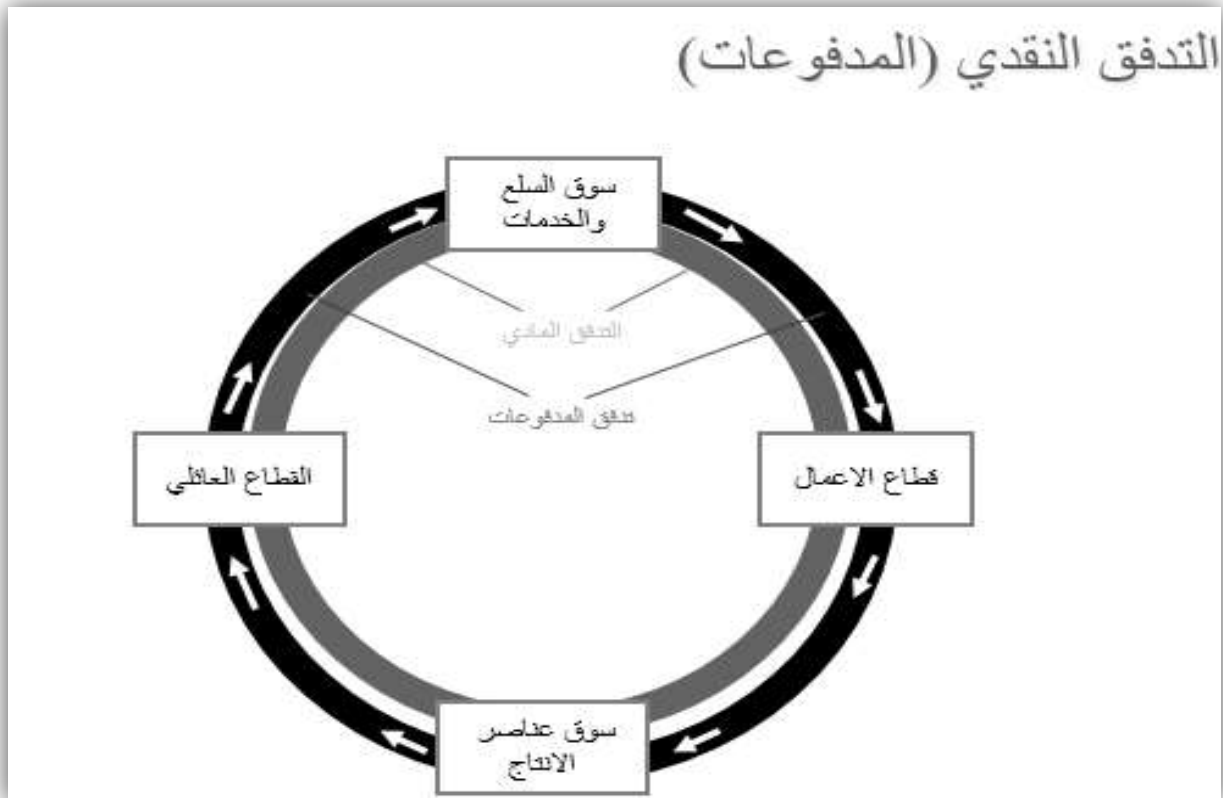 التدفق النقدي (المدفوعات)
سوق السلع
والخدمات
التدفق المادي
تدفق المدفوعات
قطاع الاعمال
القطاع العائلي
سوق عناصر
الانتاج